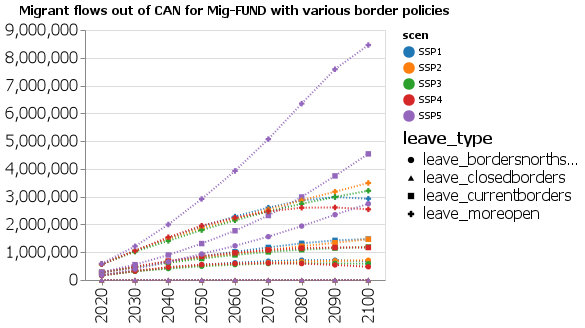 Migrant flows out of CAN for Mig-FUND with various border policies
9,000,000
8,000,000
7,000,000
6,000,000
5,000,000
4,000,000
3,000,000
2,000,000
1,000,000
0
2020
2030
2040
2050
2060
2070
2080
2090
2100
scen
SSP1
SSP2
SSP3
SSP4
SSP5
leave_type
leave_bordersnorths...
leave_closedborders
leave_currentborders
leave_moreopen